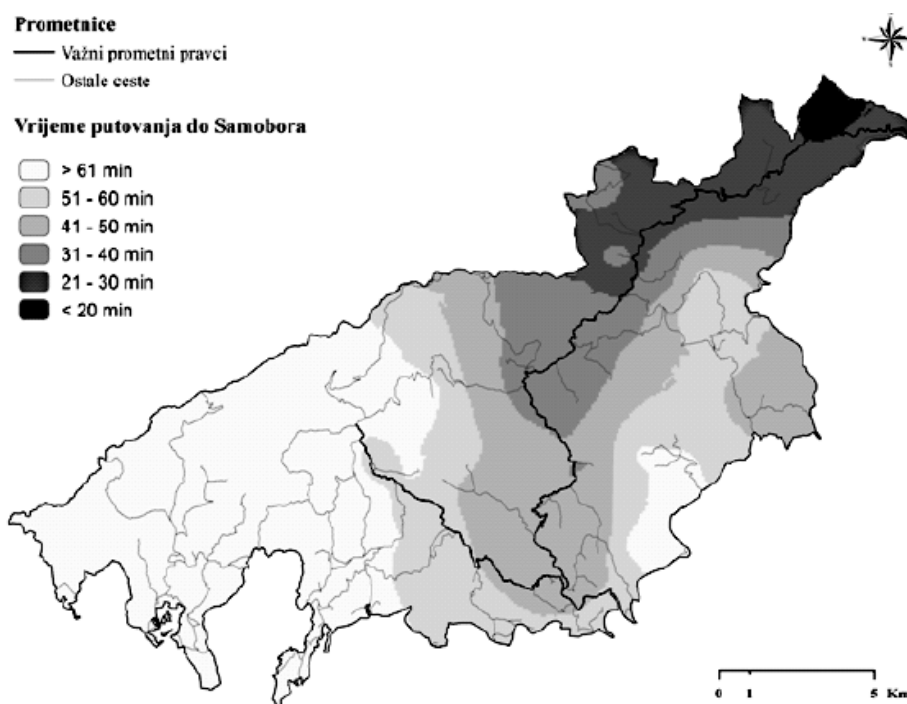 Prometnice
Važni prometni pravci
Ostale ceste
Vrijeme putovanja do Samobora
> 61 min
51 - 60 min
41 - 50 min
31 - 40 min
21 - 30 min
< 20 min
0 1 5 Km